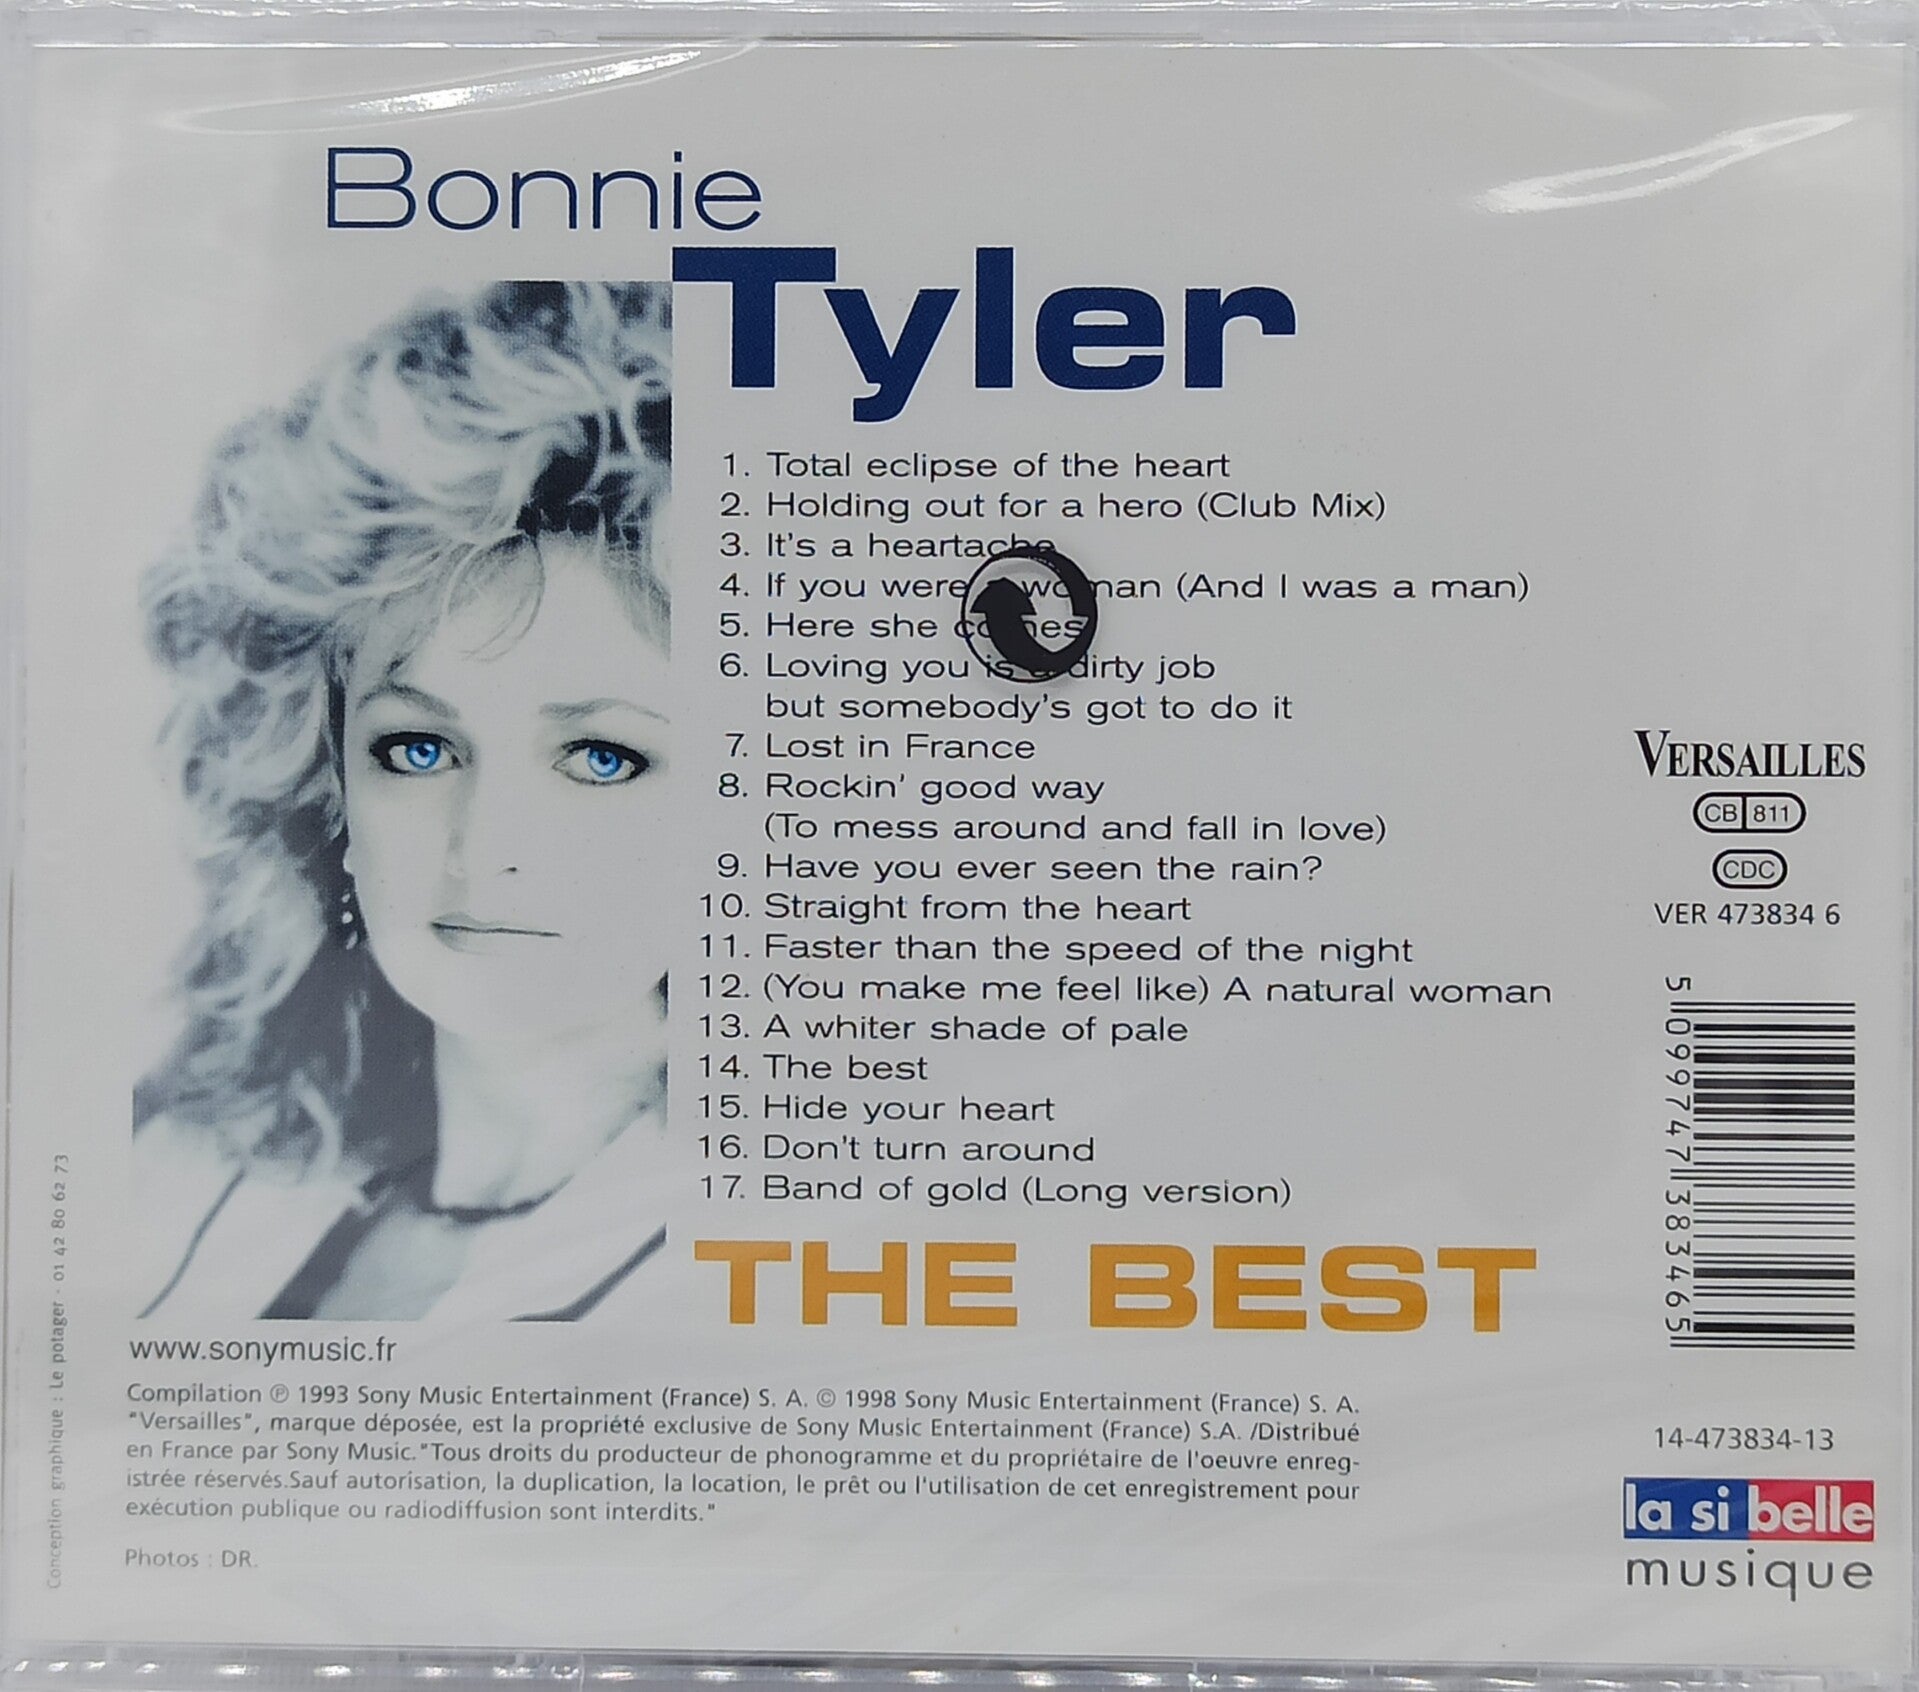 Bonnie
Tyler
1. Total eclipse of the heart
2. Holding out for a hero (Club Mix)
3. It's a heartache
4. If you were a woman (And I was a man)
5. Here she comes
6. Loving you is a dirty job
but somebody's got to do it
7. Lost in France
8. Rockin' good way
(To mess around and fall in love)
9. Have you ever seen the rain?
10. Straight from the heart
11. Faster than the speed of the night
12. (You make me feel like) A natural woman
13. A whiter shade of pale
14. The best
15. Hide your heart
16. Don't turn around
17. Band of gold (Long version)
THE BEST
VERSAILLES
CB 811
CDC
VER 473834 6
5 099747 383465
14-473834-13
la si belle
musique
www.sonymusic.fr
Compilation ℗ 1993 Sony Music Entertainment (France) S. A. © 1998 Sony Music Entertainment (France) S. A.
"Versailles", marque déposée, est la propriété exclusive de Sony Music Entertainment (France) S.A. /Distribué
en France par Sony Music."Tous droits du producteur de phonogramme et du propriétaire de l'oeuvre enreg-
istrée réservés.Sauf autorisation, la duplication, la location, le prêt ou l'utilisation de cet enregistrement pour
exécution publique ou radiodiffusion sont interdits."
Photos : DR.
Conception graphique : Le potager - 01 42 80 62 73